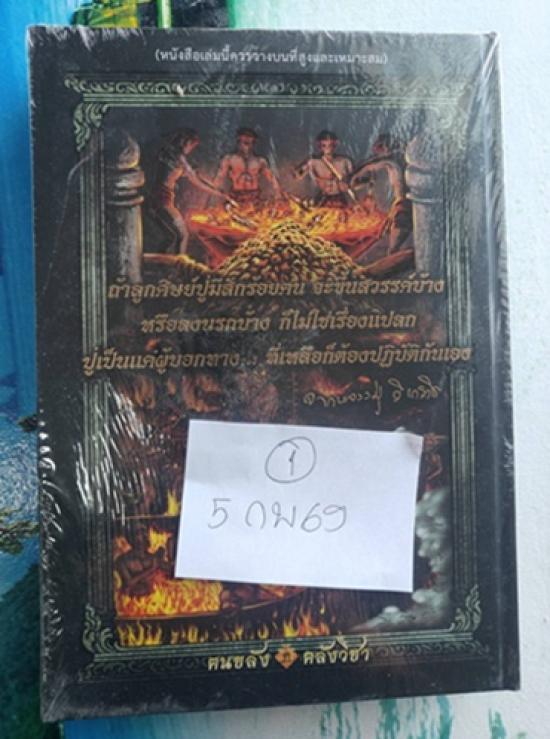 (หนังสือเล่มนี้ควรวางบนที่สูงและเหมาะสม)
ถ้าลูกศิษย์ปู่มีสักร้อยคน จะขึ้นสวรรค์บ้าง
หรือลงนรกบ้าง ก็ไม่ใช่เรื่องแปลก
ปู่เป็นแค่ผู้บอกทาง... ที่เหลือก็ต้องปฏิบัติกันเอง
1
5 กพ69
คนขลัง คลังวิชา